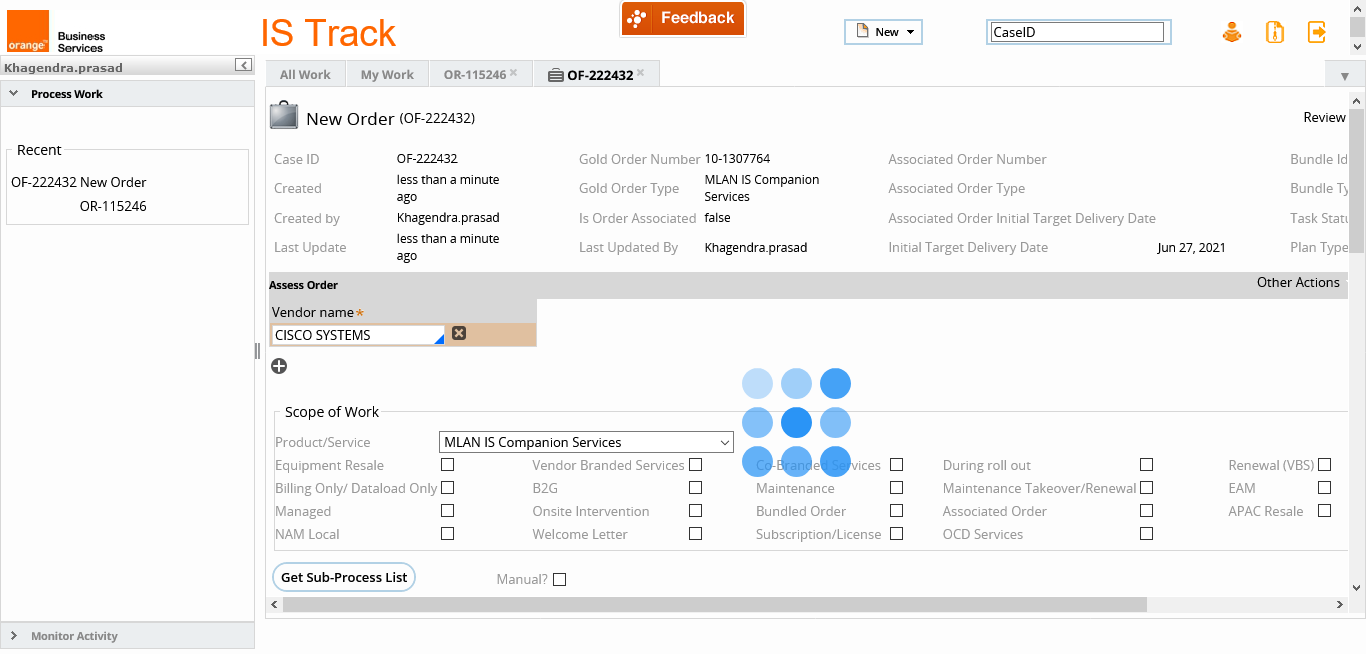 orange™
Business
Services
IS Track
Feedback
New
CaseID
Khagendra.prasad
All Work
My Work
OR-115246
OF-222432
Process Work
Recent
OF-222432 New Order
OR-115246
New Order (OF-222432)
Review
Case ID OF-222432 Gold Order Number 10-1307764 Associated Order Number Bundle Id
Created less than a minute ago Gold Order Type MLAN IS Companion Services Associated Order Type Bundle Ty
Created by Khagendra.prasad Is Order Associated false Associated Order Initial Target Delivery Date Task Statu
Last Update less than a minute ago Last Updated By Khagendra.prasad Initial Target Delivery Date Jun 27, 2021 Plan Type
Assess Order Other Actions
Vendor name*
CISCO SYSTEMS
Scope of Work
Product/Service MLAN IS Companion Services
Equipment Resale Vendor Branded Services Co-Branded Services During roll out Renewal (VBS)
Billing Only/ Dataload Only B2G Maintenance Maintenance Takeover/Renewal EAM
Managed Onsite Intervention Bundled Order Associated Order APAC Resale
NAM Local Welcome Letter Subscription/License OCD Services
Get Sub-Process List Manual?
Monitor Activity